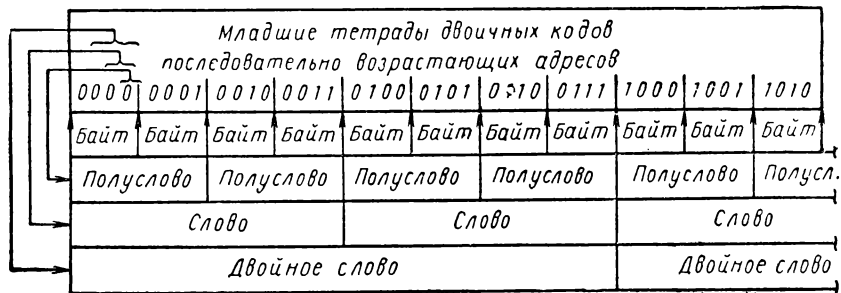 Младшие тетрады двоичных кодов
последовательно возрастающих адресов
0000 0001 0010 0011 0100 0101 0110 0111 1000 1001 1010
Байт Байт Байт Байт Байт Байт Байт Байт Байт Байт Байт
Полуслово Полуслово Полуслово Полуслово Полуслово Полусл.
Слово Слово Слово
Двойное слово Двойное слово